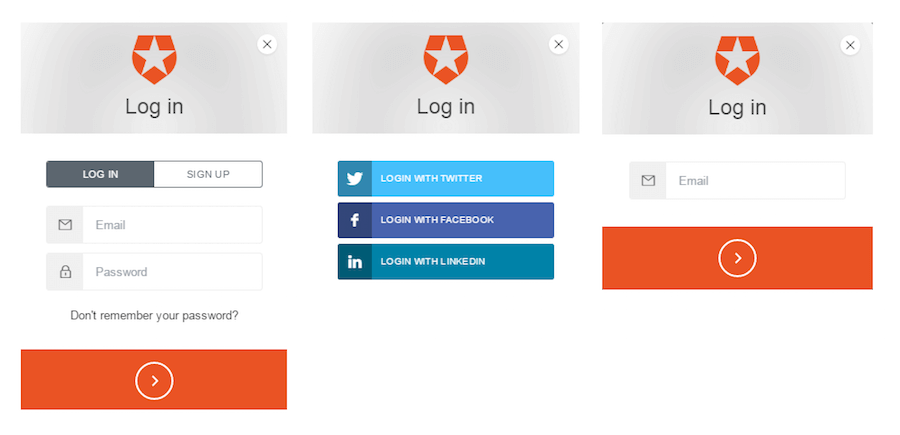 Log in
LOG IN SIGN UP
Email
Password
Don't remember your password?
Log in
LOGIN WITH TWITTER
LOGIN WITH FACEBOOK
LOGIN WITH LINKEDIN
Log in
Email